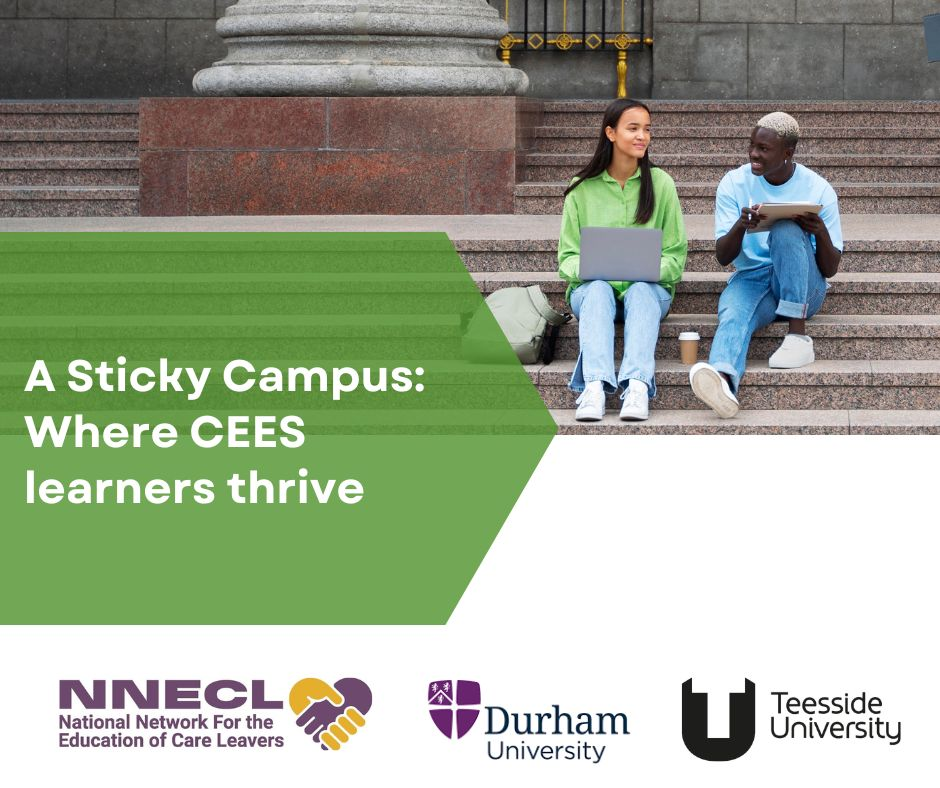 A Sticky Campus:
Where CEES
learners thrive
NNECL
National Network For the
Education of Care Leavers
Durham
University
Teesside
University